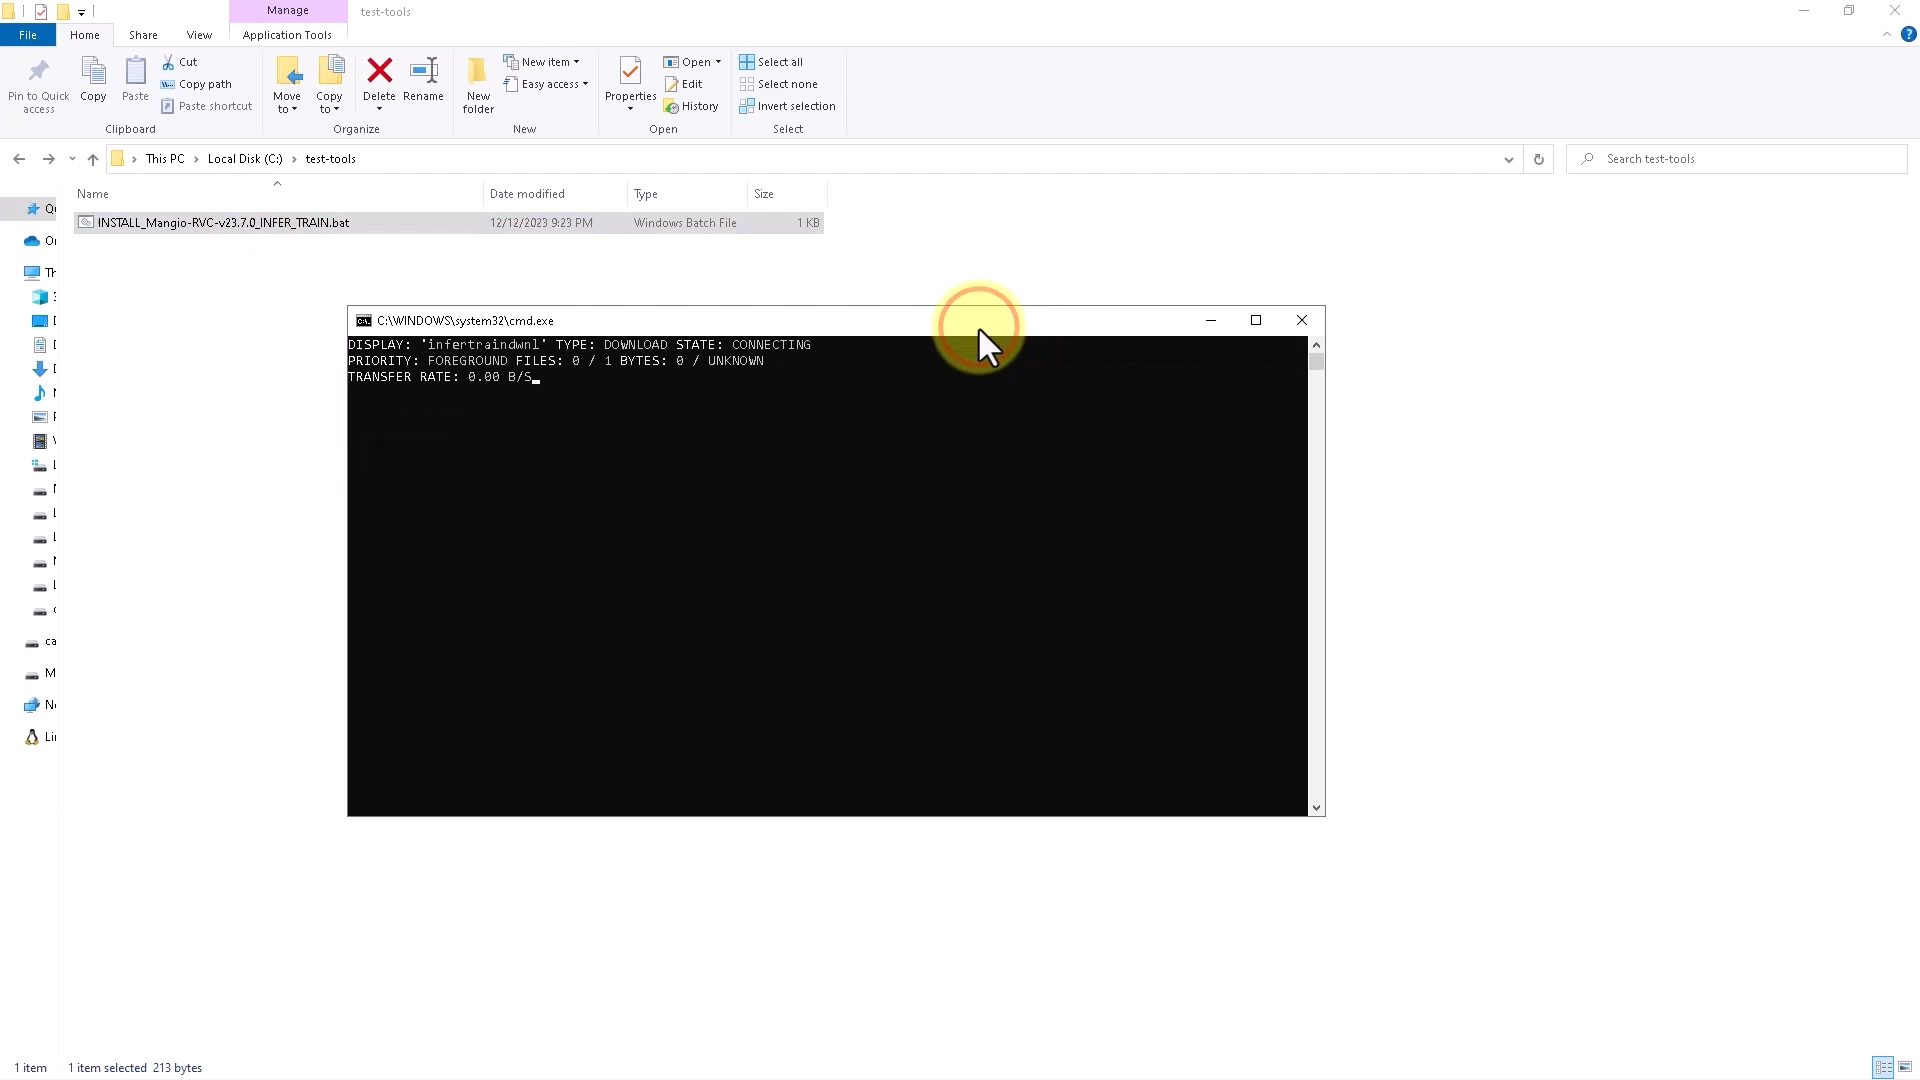 Manage
test-tools
File
Home
Share
View
Application Tools
Pin to Quick access
Copy
Paste
Cut
Copy path
Paste shortcut
Clipboard
Move to
Copy to
Delete
Rename
Organize
New folder
New item
Easy access
New
Properties
Open
Edit
History
Open
Select all
Select none
Invert selection
Select
This PC
Local Disk (C:)
test-tools
Search test-tools
Name
Date modified
Type
Size
INSTALL_Mangio-RVC-v23.7.0_INFER_TRAIN.bat
12/12/2023 9:23 PM
Windows Batch File
1 KB
C:\WINDOWS\system32\cmd.exe
DISPLAY: 'infertraindwnl' TYPE: DOWNLOAD STATE: CONNECTING
PRIORITY: FOREGROUND FILES: 0 / 1 BYTES: 0 / UNKNOWN
TRANSFER RATE: 0.00 B/S
1 item
1 item selected 213 bytes